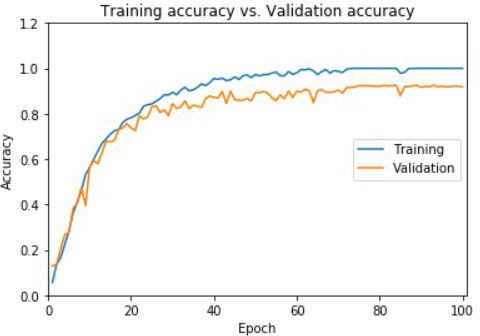 Training accuracy vs. Validation accuracy
1.2
1.0
0.8
0.6
0.4
0.2
0.0
Accuracy
Training
Validation
0 20 40 60 80 100
Epoch